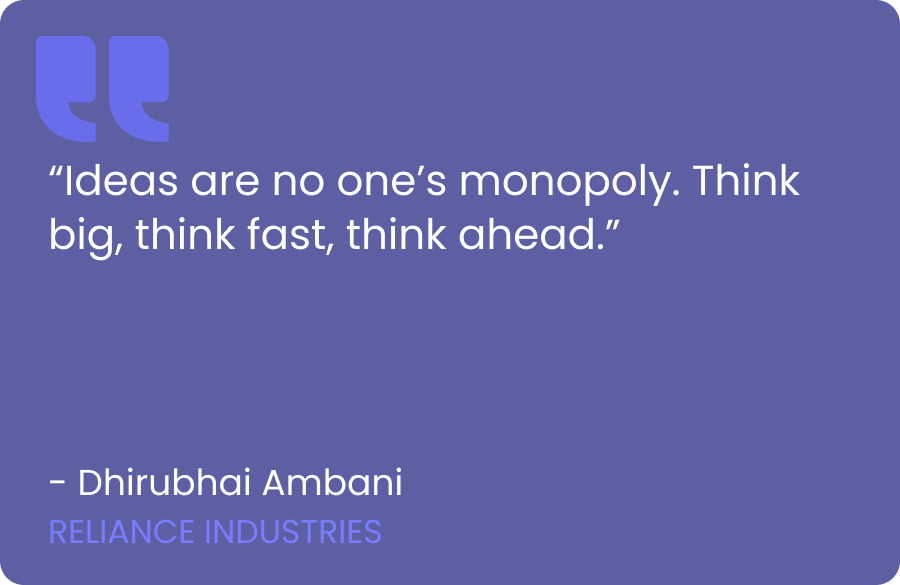 “Ideas are no one’s monopoly. Think
big, think fast, think ahead.”
- Dhirubhai Ambani
RELIANCE INDUSTRIES